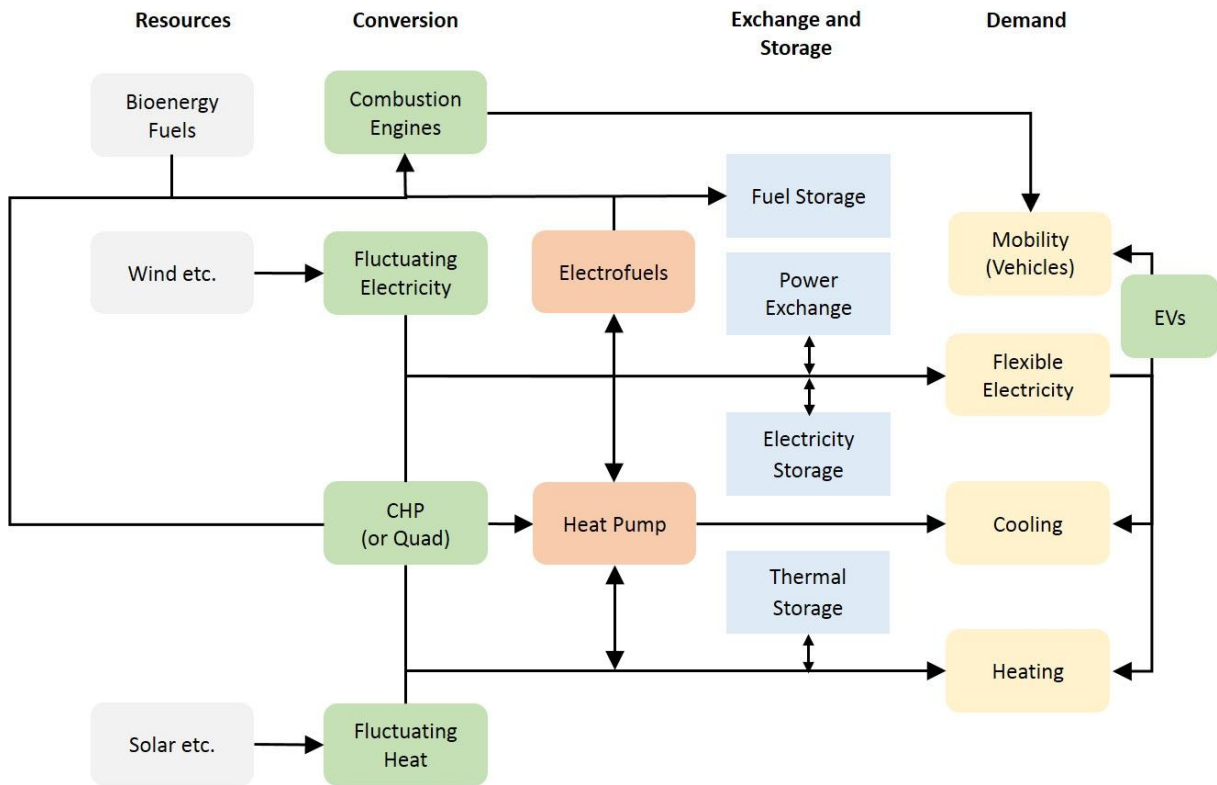 Resources
Conversion
Exchange and
Storage
Demand
Bioenergy
Fuels
Combustion
Engines
Fuel Storage
Mobility
(Vehicles)
Wind etc.
Fluctuating
Electricity
Electrofuels
Power
Exchange
EVs
Flexible
Electricity
Electricity
Storage
CHP
(or Quad)
Heat Pump
Cooling
Thermal
Storage
Heating
Solar etc.
Fluctuating
Heat